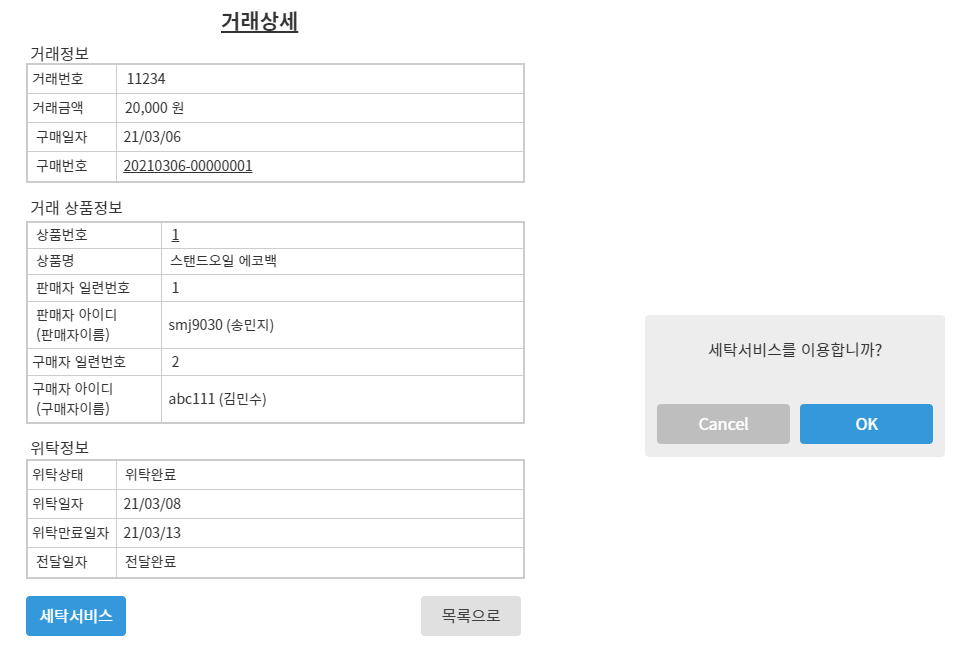 거래상세
거래정보
거래번호 11234
거래금액 20,000 원
구매일자 21/03/06
구매번호 20210306-00000001
거래 상품정보
상품번호 1
상품명 스탠드오일 에코백
판매자 일련번호 1
판매자 아이디
(판매자이름) smj9030 (송민지)
구매자 일련번호 2
구매자 아이디
(구매자이름) abc111 (김민수)
위탁정보
위탁상태 위탁완료
위탁일자 21/03/08
위탁만료일자 21/03/13
전달일자 전달완료
세탁서비스 목록으로
세탁서비스를 이용합니까?
Cancel OK